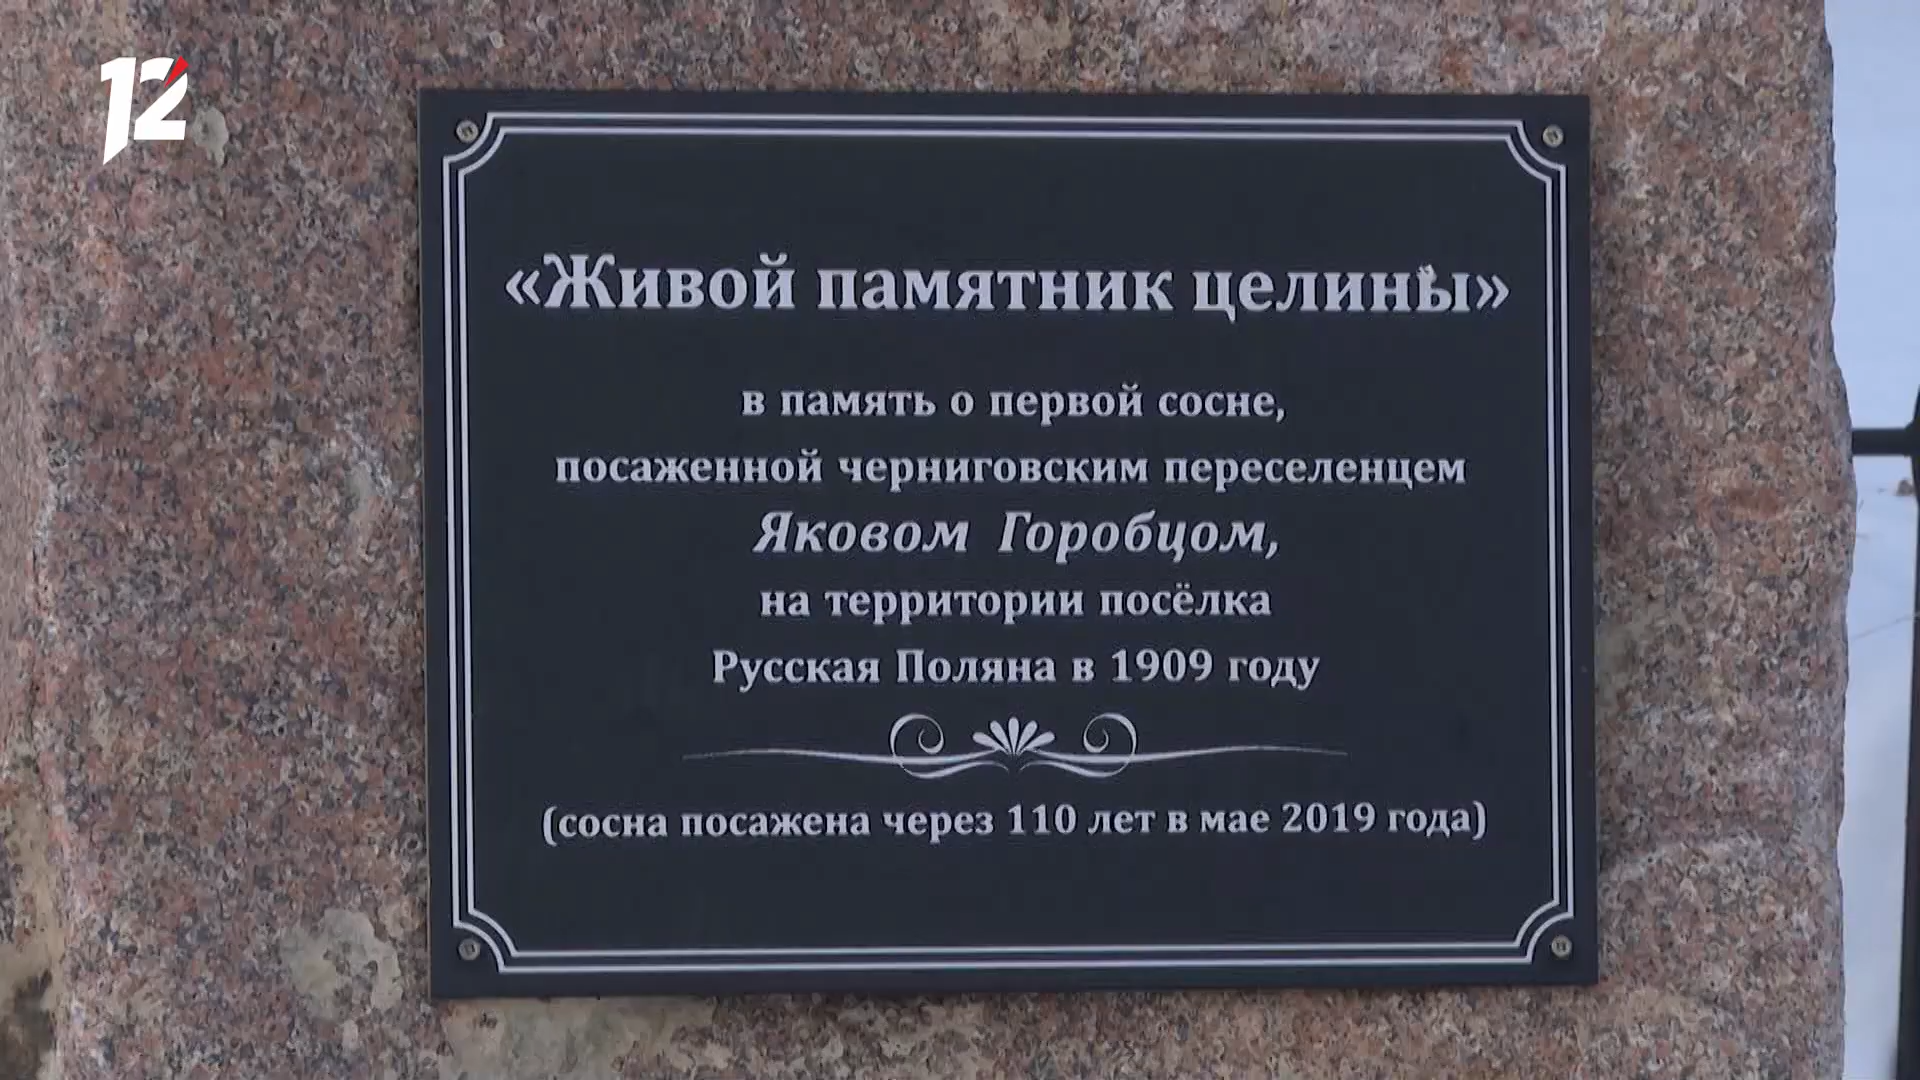 12
«Живой памятник целины»
в память о первой сосне,
посаженной черниговским переселенцем
Яковом Горобцом,
на территории посёлка
Русская Поляна в 1909 году
(сосна посажена через 110 лет в мае 2019 года)